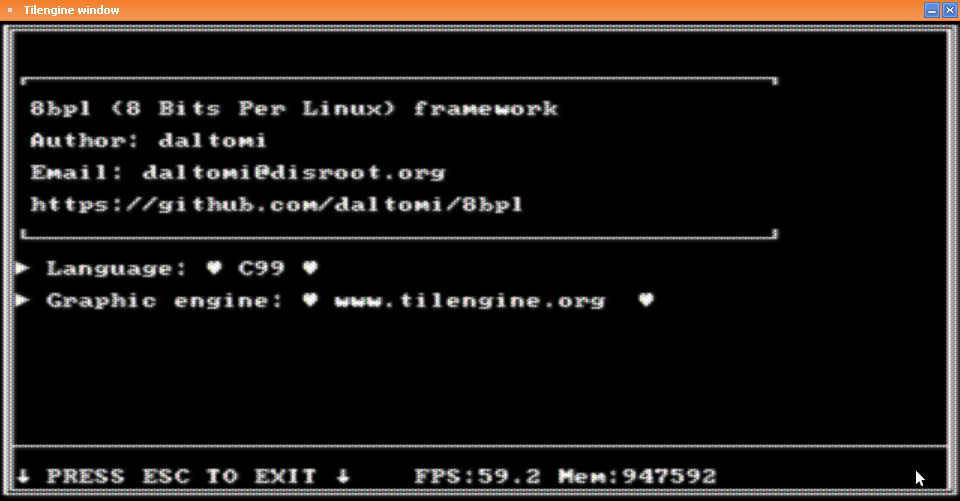 Tilengine window
8bpl (8 Bits Per Linux) framework
Author: daltomi
Email: daltomi@disroot.org
https://github.com/daltomi/8bpl
► Language: ♥ C99 ♥
► Graphic engine: ♥ www.tilengine.org ♥
↓ PRESS ESC TO EXIT ↓ FPS:59.2 Mem:947592